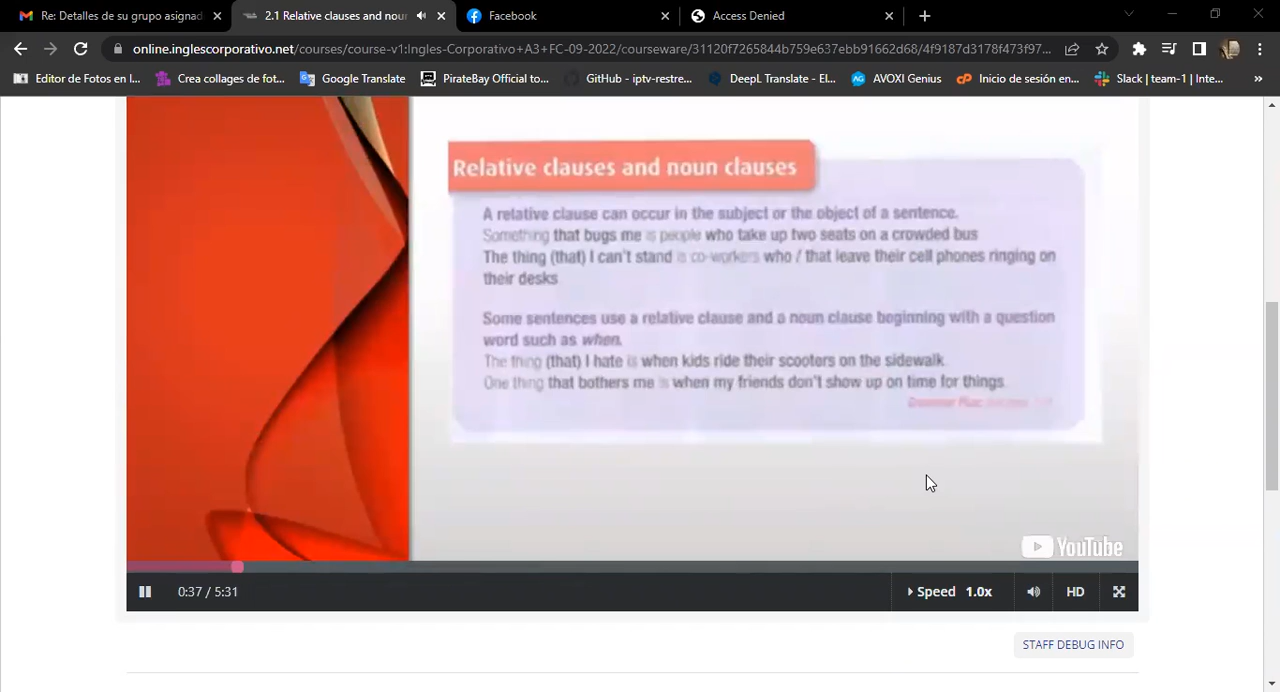 Re: Detalles de su grupo asignad
2.1 Relative clauses and noun
Facebook
Access Denied
online.inglescorporativo.net/courses/course-v1:Ingles-Corporativo+A3+FC-09-2022/courseware/31120f7265844b759e637ebb91662d68/4f9187d3178f473f97...
Editor de Fotos en l...
Crea collages de fot...
Google Translate
PirateBay Official to...
GitHub - iptv-restre...
DeepL Translate - El...
AVOXI Genius
Inicio de sesión en...
Slack | team-1 | Inte...
»
Relative clauses and noun clauses
A relative clause can occur in the subject or the object of a sentence.
Something that bugs me is people who take up two seats on a crowded bus
The thing (that) I can't stand is co-workers who / that leave their cell phones ringing on
their desks
Some sentences use a relative clause and a noun clause beginning with a question
word such as when.
The thing (that) I hate is when kids ride their scooters on the sidewalk
One thing that bothers me is when my friends don't show up on time for things
Grammar Plus:
YouTube
0:37 / 5:31
Speed 1.0x
HD
STAFF DEBUG INFO